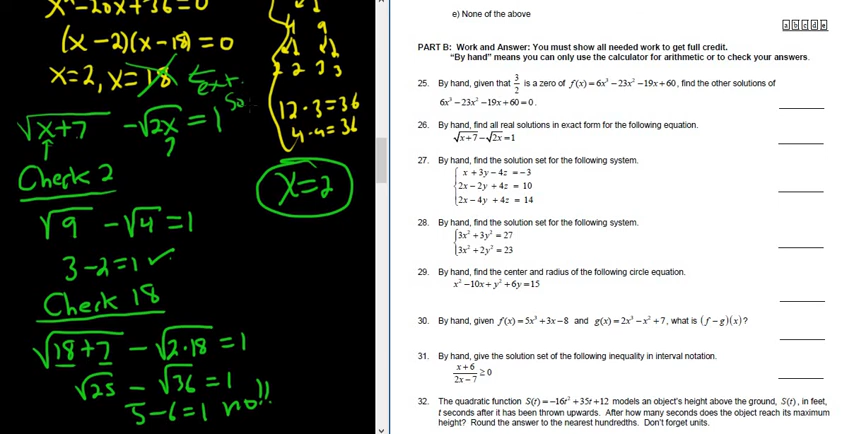 x² - 20x + 36 = 0
(x - 2)(x - 18) = 0
x = 2, x = 18 ← ext. so
12 · 3 = 36
4 · 4 = 36
√x+7 - √2x = 1
?
x = 2
Check 2
√9 - √4 = 1
3 - 2 = 1 ✓
Check 18
√18+7 - √2·18 = 1
√25 - √36 = 1
5 - 6 = 1 no!!
e) None of the above
a b c d e
PART B: Work and Answer: You must show all needed work to get full credit.
"By hand" means you can only use the calculator for arithmetic or to check your answers.
25. By hand, given that 3/2 is a zero of f(x) = 6x³ - 23x² - 19x + 60, find the other solutions of
6x³ - 23x² - 19x + 60 = 0.
26. By hand, find all real solutions in exact form for the following equation.
√x+7 - √2x = 1
27. By hand, find the solution set for the following system.
x + 3y - 4z = -3
2x - 2y + 4z = 10
2x - 4y + 4z = 14
28. By hand, find the solution set for the following system.
3x² + 3y² = 27
3x² + 2y² = 23
29. By hand, find the center and radius of the following circle equation.
x² - 10x + y² + 6y = 15
30. By hand, given f(x) = 5x³ + 3x - 8 and g(x) = 2x³ - x² + 7, what is (f - g)(x)?
31. By hand, give the solution set of the following inequality in interval notation.
x+6/2x-7 ≥ 0
32. The quadratic function S(t) = -16t² + 35t + 12 models an object's height above the ground, S(t), in feet,
t seconds after it has been thrown upwards. After how many seconds does the object reach its maximum
height? Round the answer to the nearest hundredths. Don't forget units.